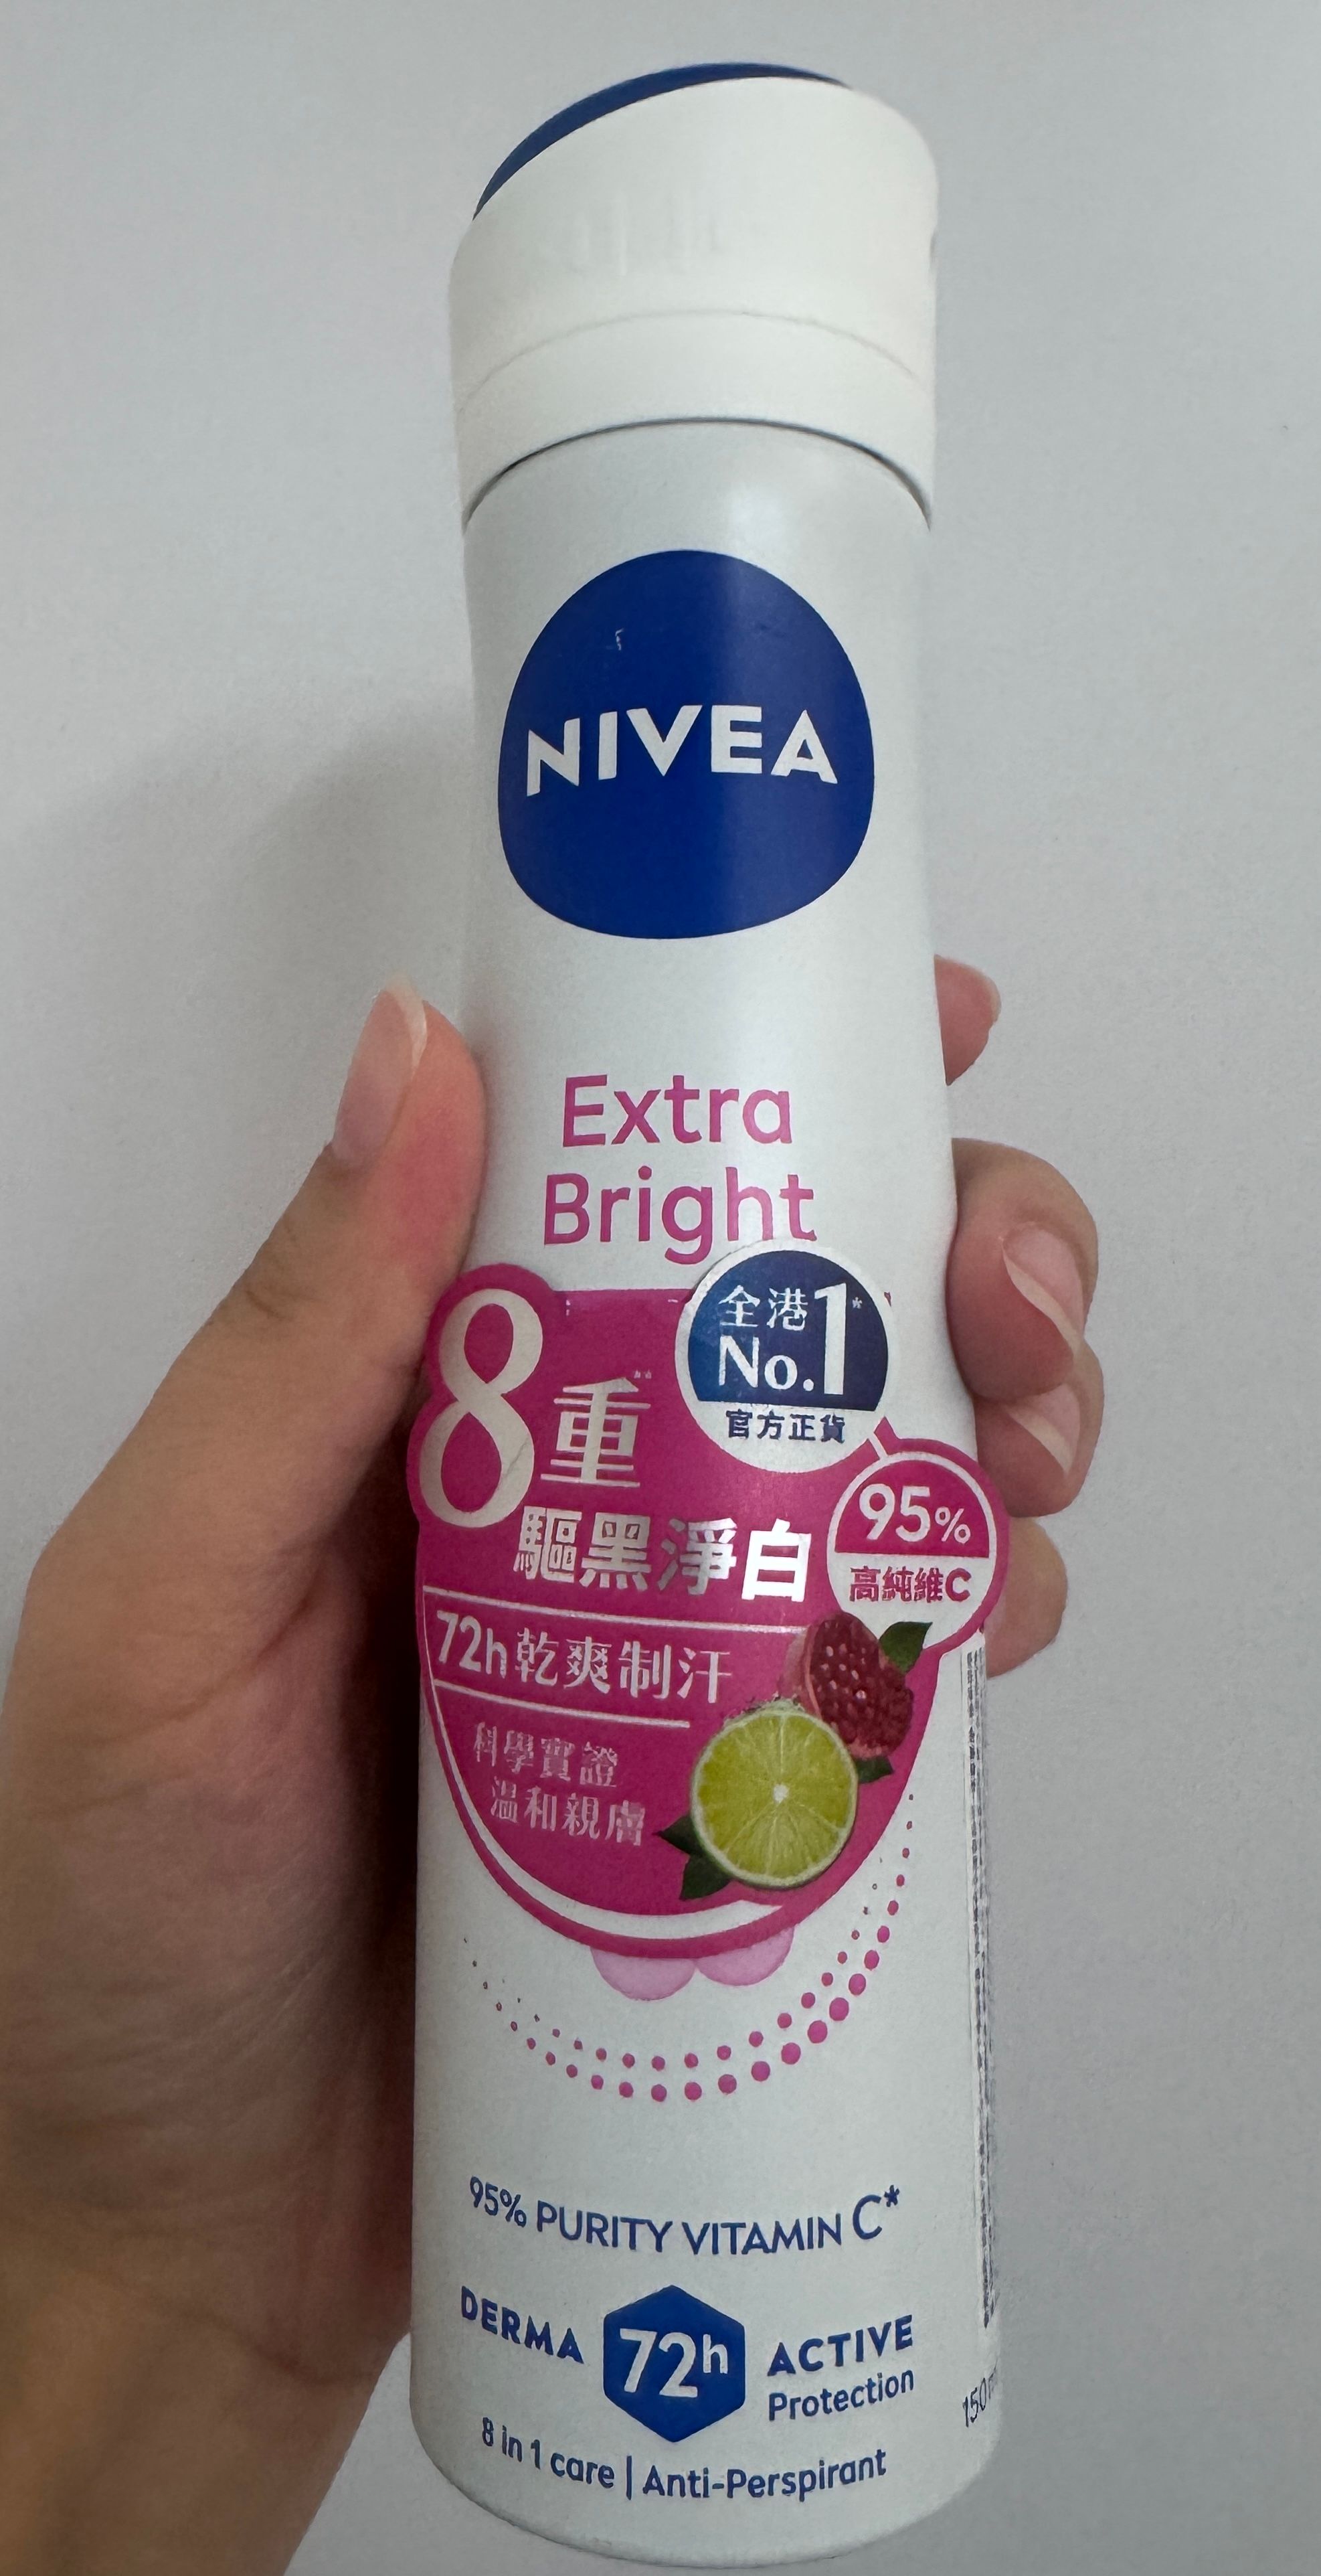 NIVEA
Extra
Bright
全港
No.1*
官方正貨
8重**
驅黑淨白
95%
高純維C
72h乾爽制汗
科學實證
溫和親膚
95% PURITY VITAMIN C*
DERMA 72h ACTIVE
Protection
8 in 1 care | Anti-Perspirant